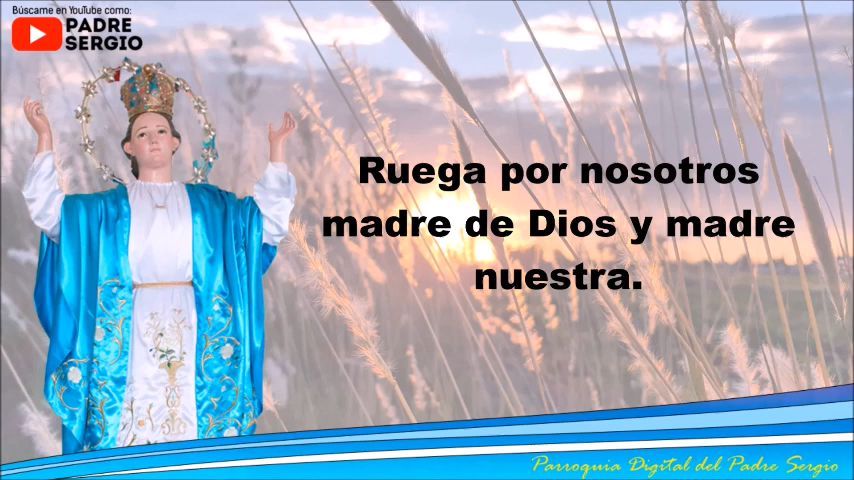 Búscame en YouTube como:
PADRE
SERGIO
Ruega por nosotros
madre de Dios y madre
nuestra.
Parroquia Digital del Padre Sergio